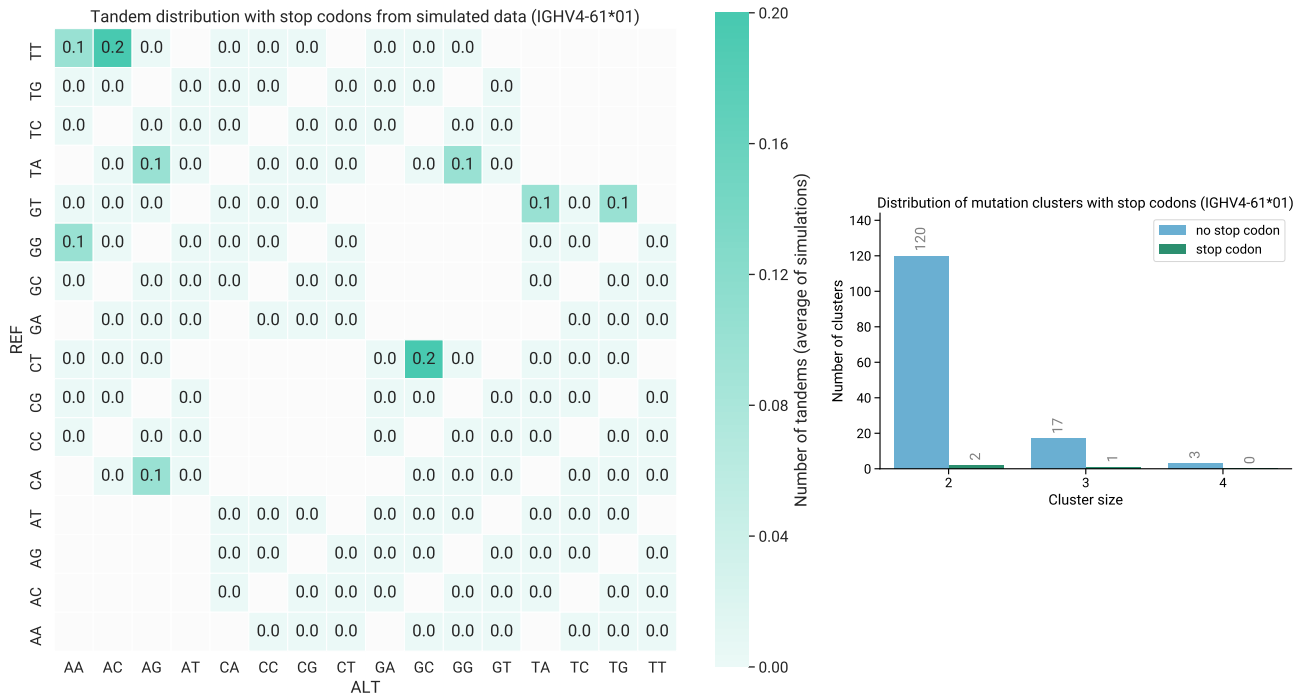 Tandem distribution with stop codons from simulated data (IGHV4-61*01)
TT 0.1 0.2 0.0 0.0 0.0 0.0 0.0 0.0 0.0
TG 0.0 0.0 0.0 0.0 0.0 0.0 0.0 0.0 0.0
TC 0.0 0.0 0.0 0.0 0.0 0.0 0.0 0.0 0.0
TA 0.0 0.1 0.0 0.0 0.0 0.0 0.0 0.1 0.0
GT 0.0 0.0 0.0 0.0 0.0 0.0 0.1 0.0 0.1
GG 0.1 0.0 0.0 0.0 0.0 0.0 0.0 0.0 0.0
GC 0.0 0.0 0.0 0.0 0.0 0.0 0.0 0.0 0.0
GA 0.0 0.0 0.0 0.0 0.0 0.0 0.0 0.0 0.0
CT 0.0 0.0 0.0 0.0 0.2 0.0 0.0 0.0 0.0
CG 0.0 0.0 0.0 0.0 0.0 0.0 0.0 0.0 0.0
CC 0.0 0.0 0.0 0.0 0.0 0.0 0.0 0.0 0.0
CA 0.0 0.1 0.0 0.0 0.0 0.0 0.0 0.0 0.0
AT 0.0 0.0 0.0 0.0 0.0 0.0 0.0 0.0 0.0
AG 0.0 0.0 0.0 0.0 0.0 0.0 0.0 0.0 0.0
AC 0.0 0.0 0.0 0.0 0.0 0.0 0.0 0.0 0.0
AA 0.0 0.0 0.0 0.0 0.0 0.0 0.0 0.0 0.0
AA AC AG AT CA CC CG CT GA GC GG GT TA TC TG TT
REF
ALT
0.20
0.16
0.12
0.08
0.04
0.00
Number of tandems (average of simulations)
Distribution of mutation clusters with stop codons (IGHV4-61*01)
no stop codon
stop codon
140
120
100
80
60
40
20
0
Number of clusters
120
2
17
1
3
0
2 3 4
Cluster size